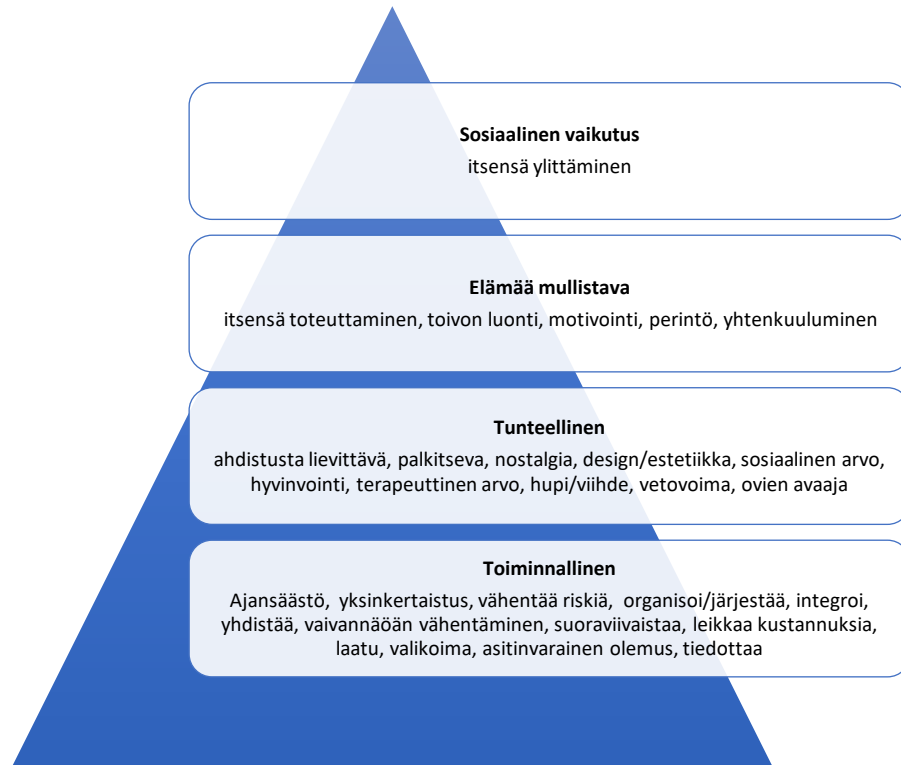 Sosiaalinen vaikutus
itsensä ylittäminen
Elämää mullistava
itsensä toteuttaminen, toivon luonti, motivointi, perintö, yhtenkuuluminen
Tunteellinen
ahdistusta lievittävä, palkitseva, nostalgia, design/estetiikka, sosiaalinen arvo,
hyvinvointi, terapeuttinen arvo, hupi/viihde, vetovoima, ovien avaaja
Toiminnallinen
Ajansäästö, yksinkertaistus, vähentää riskiä, organisoi/järjestää, integroi,
yhdistää, vaivannäöän vähentäminen, suoraviivaistaa, leikkaa kustannuksia,
laatu, valikoima, asitinvarainen olemus, tiedottaa